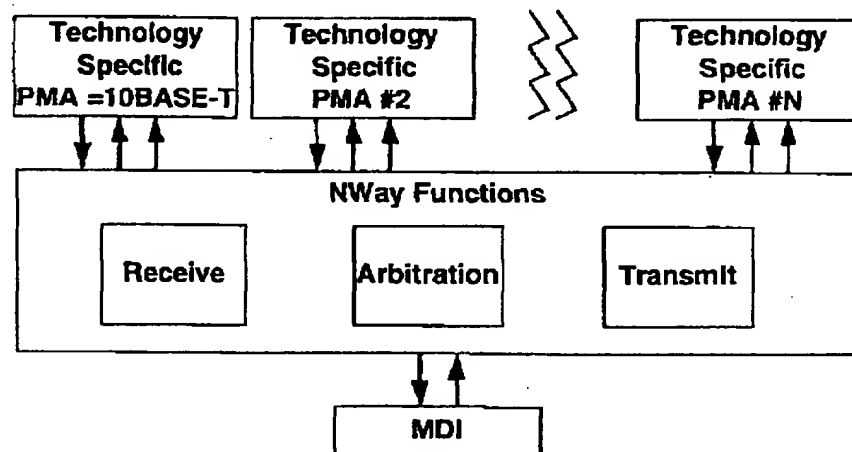 Technology
Specific
PMA =10BASE-T
Technology
Specific
PMA #2
Technology
Specific
PMA #N
NWay Functions
Receive
Arbitration
Transmit
MDI